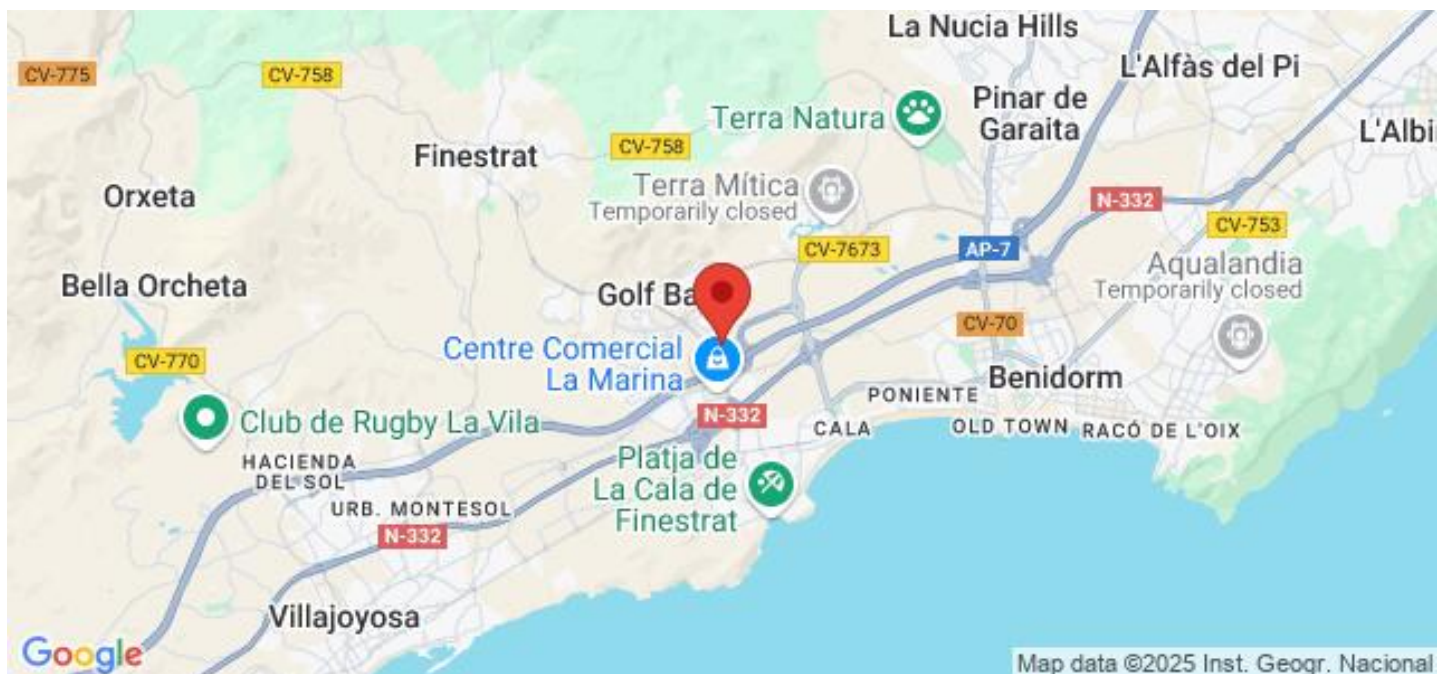 La Nucia Hills
CV-775
CV-758
L'Alfàs del Pi
Terra Natura
Pinar de
Garaita
L'Albi
Finestrat
CV-758
Orxeta
Terra Mítica
Temporarily closed
N-332
CV-753
CV-7673
AP-7
Bella Orcheta
Golf Ba
Aqualandia
Temporarily closed
CV-70
CV-770
Centre Comercial
La Marina
Benidorm
PONIENTE
N-332
Club de Rugby La Vila
CALA
OLD TOWN
RACÓ DE L'OIX
HACIENDA
DEL SOL
Platja de
La Cala de
Finestrat
URB. MONTESOL
N-332
Villajoyosa
Google
Map data ©2025 Inst. Geogr. Nacional